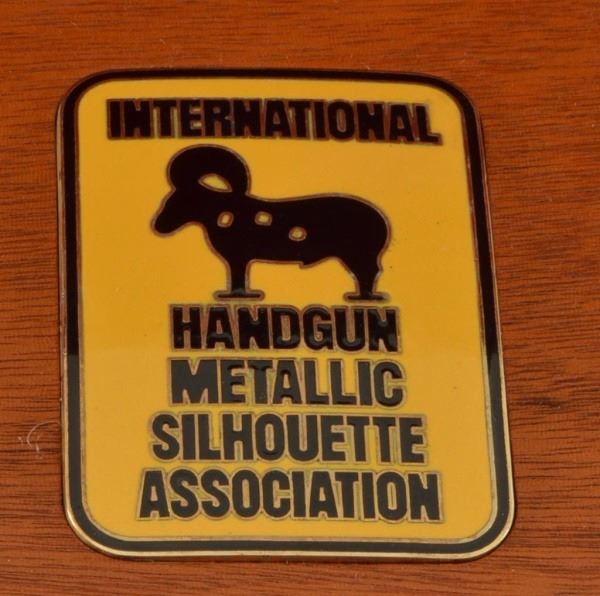 INTERNATIONAL
HANDGUN
METALLIC
SILHOUETTE
ASSOCIATION